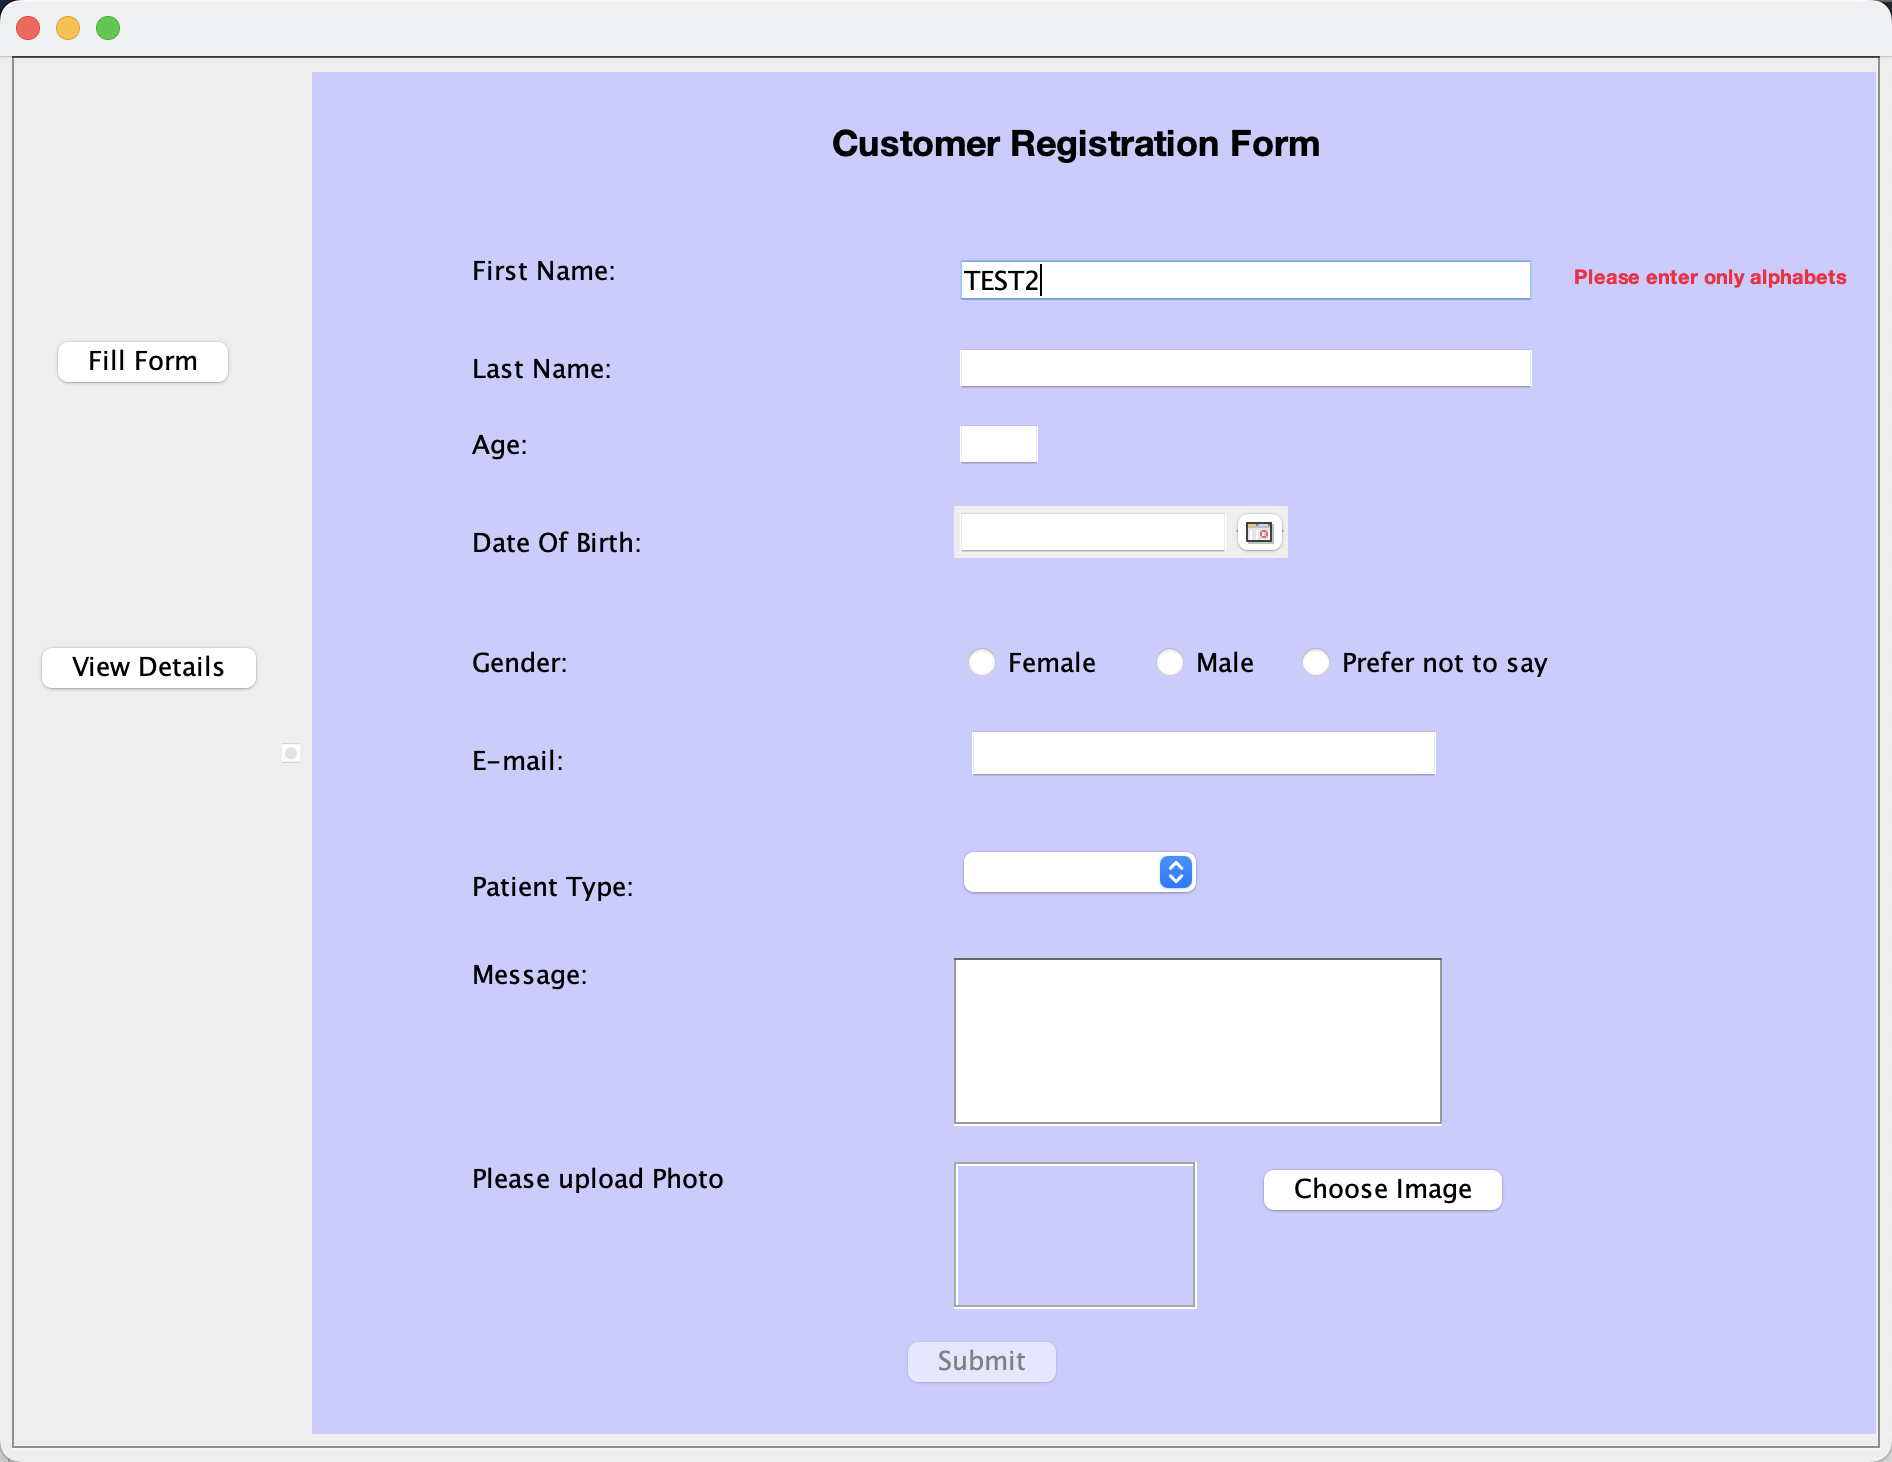 Customer Registration Form
First Name:
TEST2
Please enter only alphabets
Fill Form
Last Name:
Age:
Date Of Birth:
View Details
Gender:
Female
Male
Prefer not to say
E-mail:
Patient Type:
Message:
Please upload Photo
Choose Image
Submit